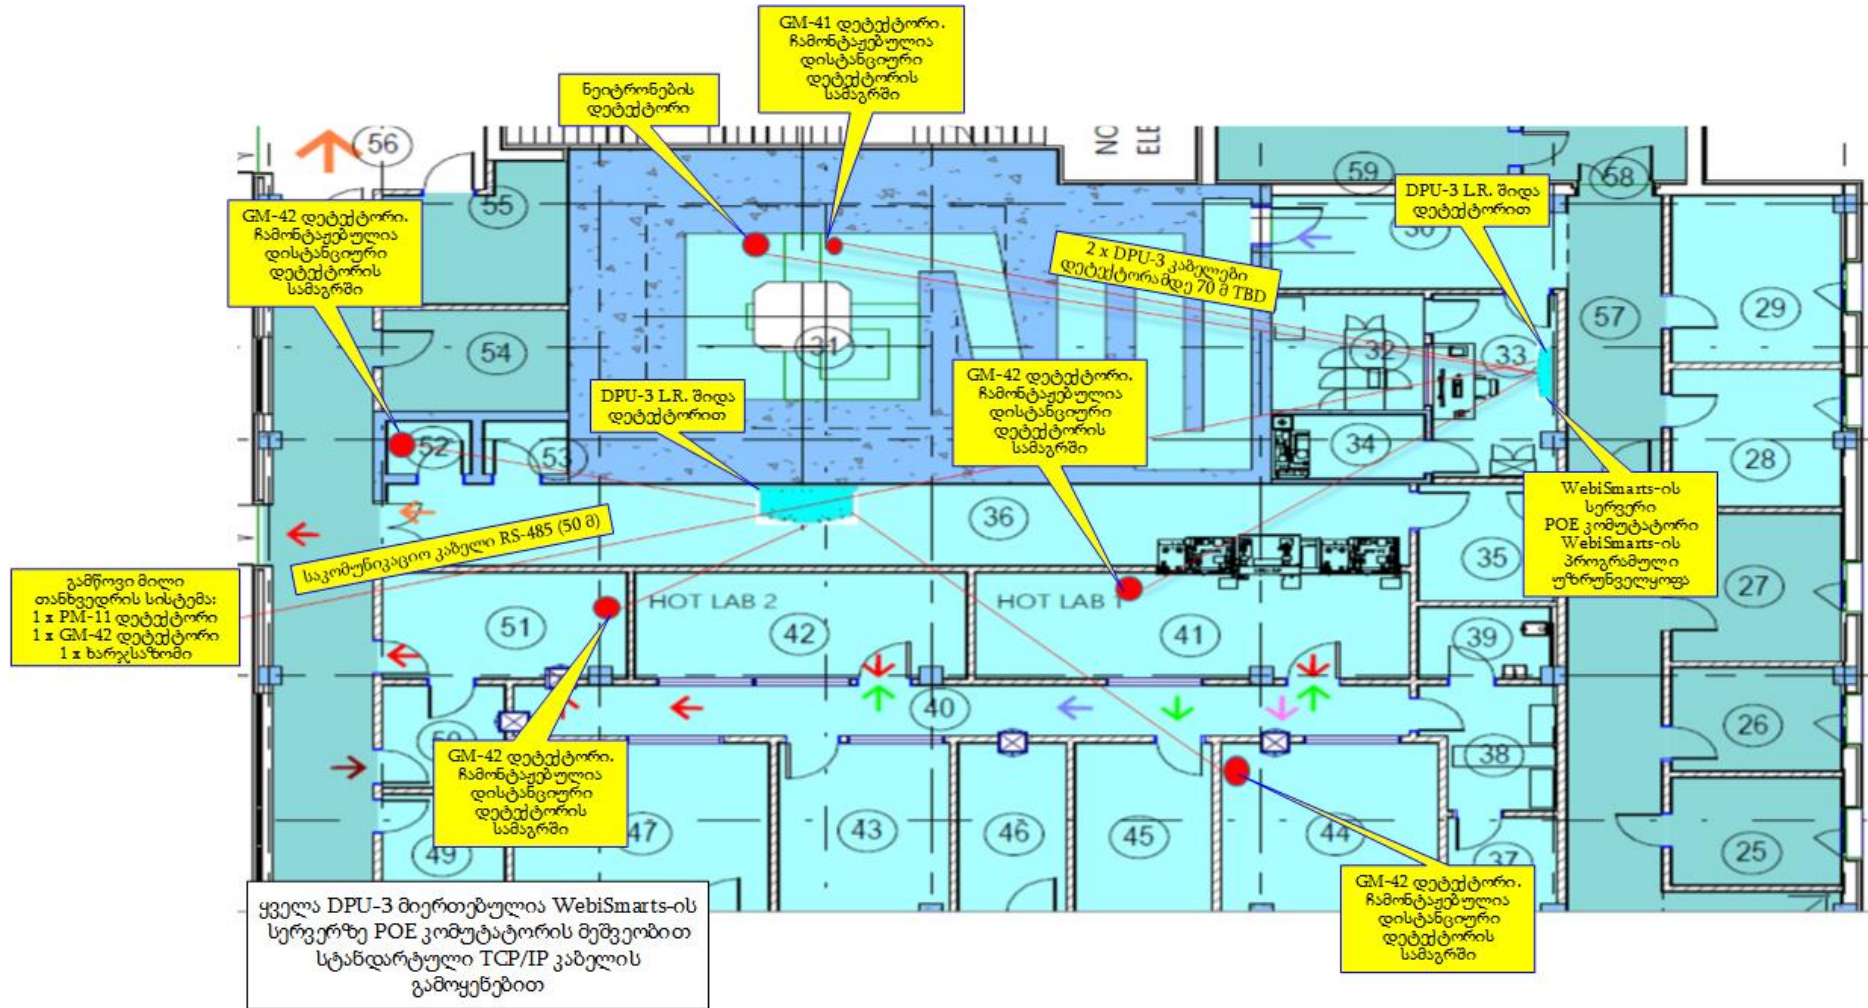 GM-41 დეტექტორი.
ჩამონტაჟებულია
დისტანციური
დეტექტორის
სამაგრში
ნეიტრონების
დეტექტორი
NO
ELE
56
55
59
58
DPU-3 L.R. შიდა
დეტექტორით
30
GM-42 დეტექტორი.
ჩამონტაჟებულია
დისტანციური
დეტექტორის
სამაგრში
2 x DPU-3 კაბელები
დეტექტორამდე 70 მ TBD
57
29
54
31
32
33
DPU-3 L.R. შიდა
დეტექტორით
GM-42 დეტექტორი.
ჩამონტაჟებულია
დისტანციური
დეტექტორის
სამაგრში
52
53
34
28
36
WebiSmarts-ის
სერვერი
POE კომუტატორი
WebiSmarts-ის
პროგრამული
უზრუნველყოფა
საკომუნიკაციო კაბელი RS-485 (50 მ)
35
27
გამწოვი მილი
თანხვედრის სისტემა:
1 x PM-11 დეტექტორი
1 x GM-42 დეტექტორი
1 x ხარჯსაზომი
HOT LAB 2
HOT LAB 1
51
42
41
39
40
50
38
26
GM-42 დეტექტორი.
ჩამონტაჟებულია
დისტანციური
დეტექტორის
სამაგრში
49
47
43
46
45
44
37
25
GM-42 დეტექტორი.
ჩამონტაჟებულია
დისტანციური
დეტექტორის
სამაგრში
ყველა DPU-3 მიერთებულია WebiSmarts-ის
სერვერზე POE კომუტატორის მეშვეობით
სტანდარტული TCP/IP კაბელის
გამოყენებით